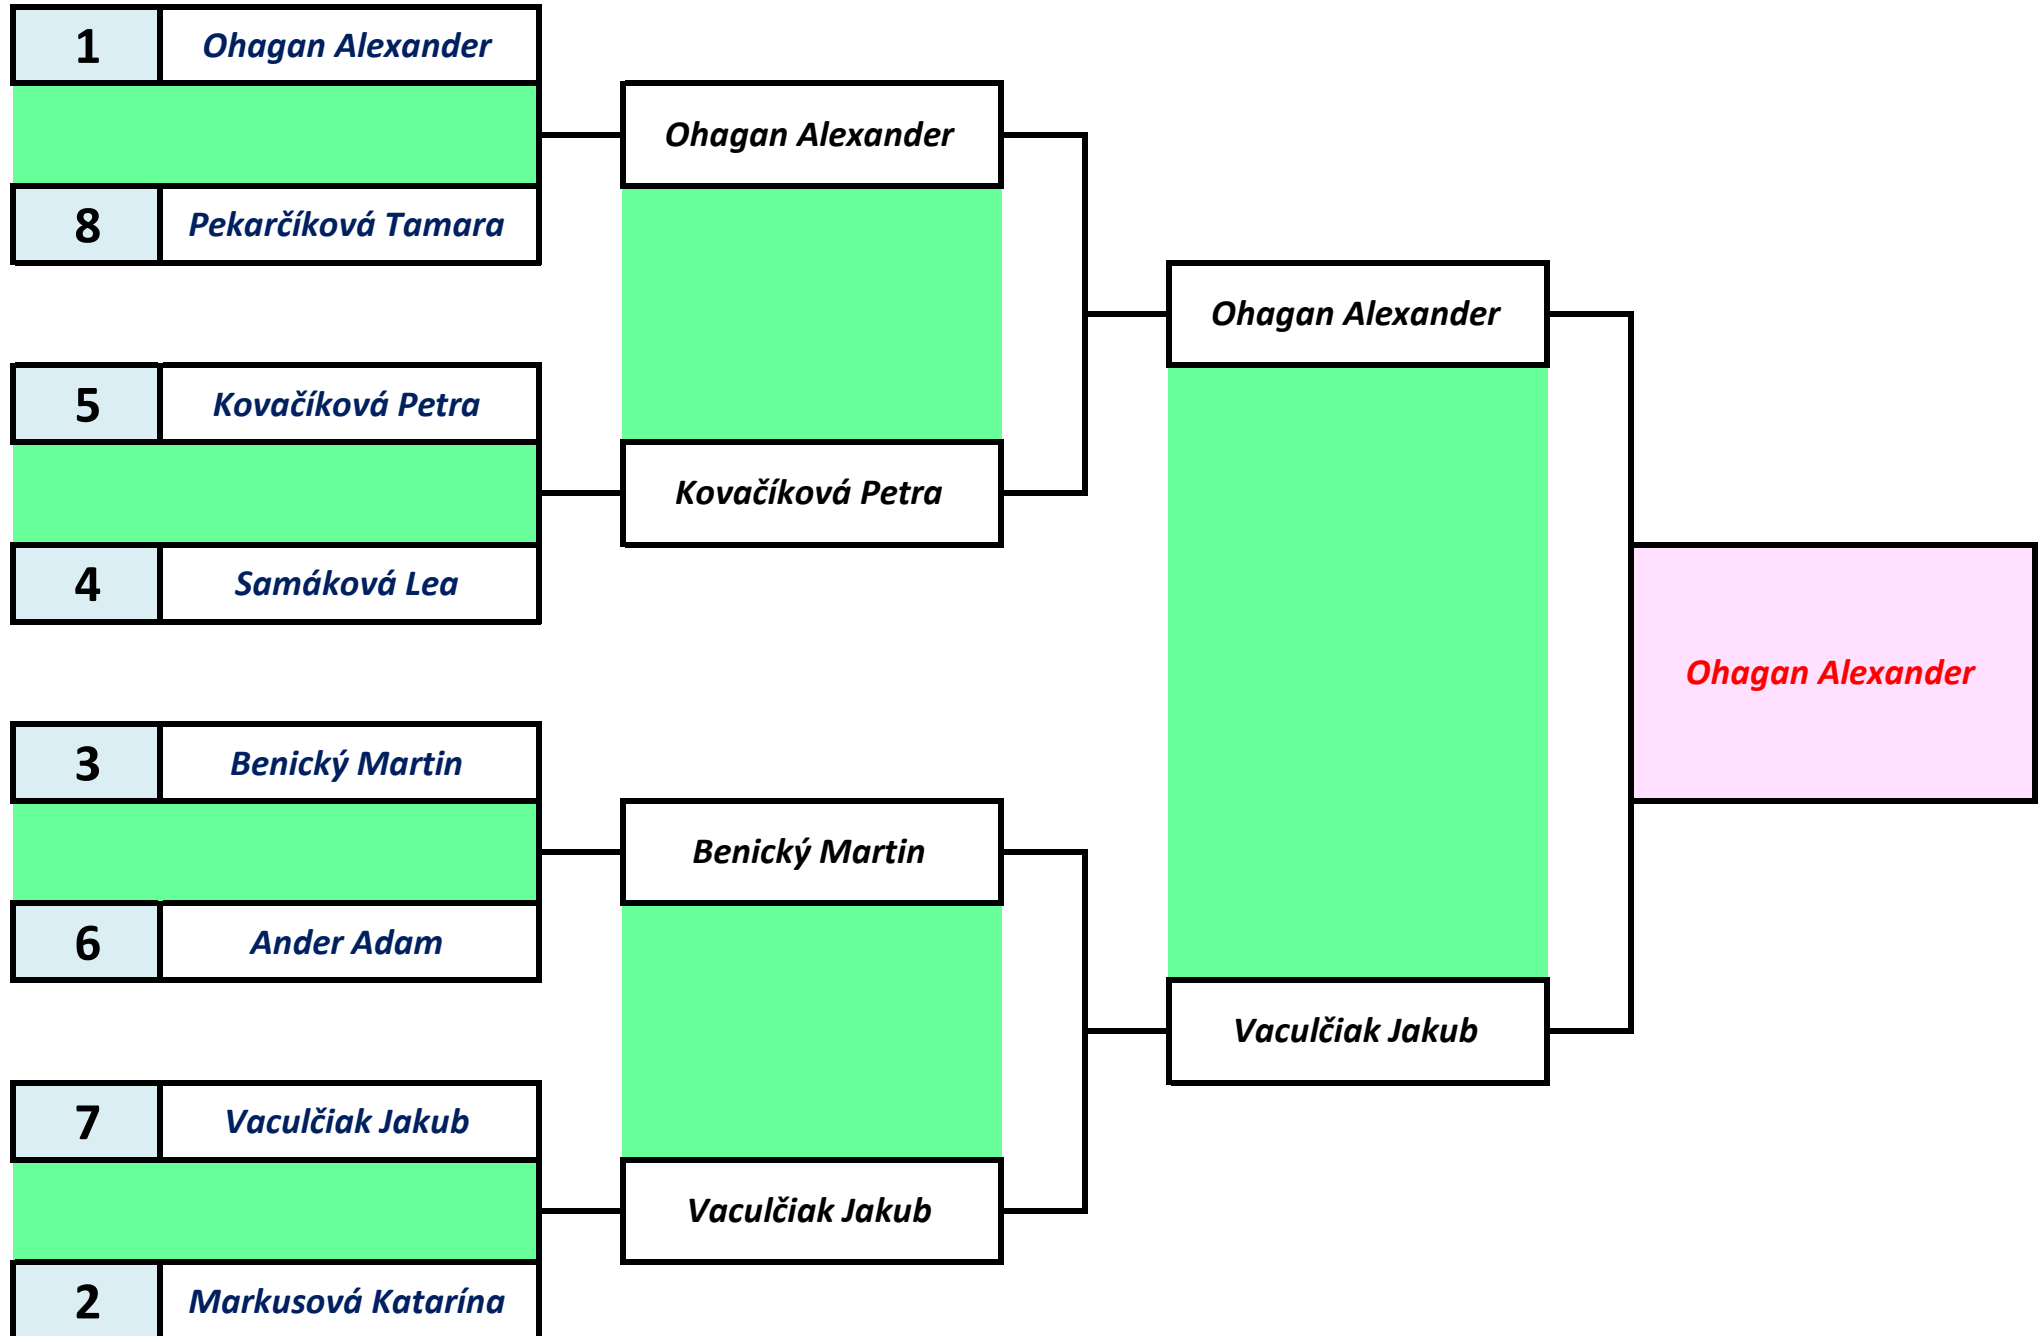 1 Ohagan Alexander
Ohagan Alexander
8 Pekarčíková Tamara
Ohagan Alexander
5 Kovačíková Petra
Kovačíková Petra
4 Samáková Lea
Ohagan Alexander
3 Benický Martin
Benický Martin
6 Ander Adam
Vaculčiak Jakub
7 Vaculčiak Jakub
Vaculčiak Jakub
2 Markusová Katarína